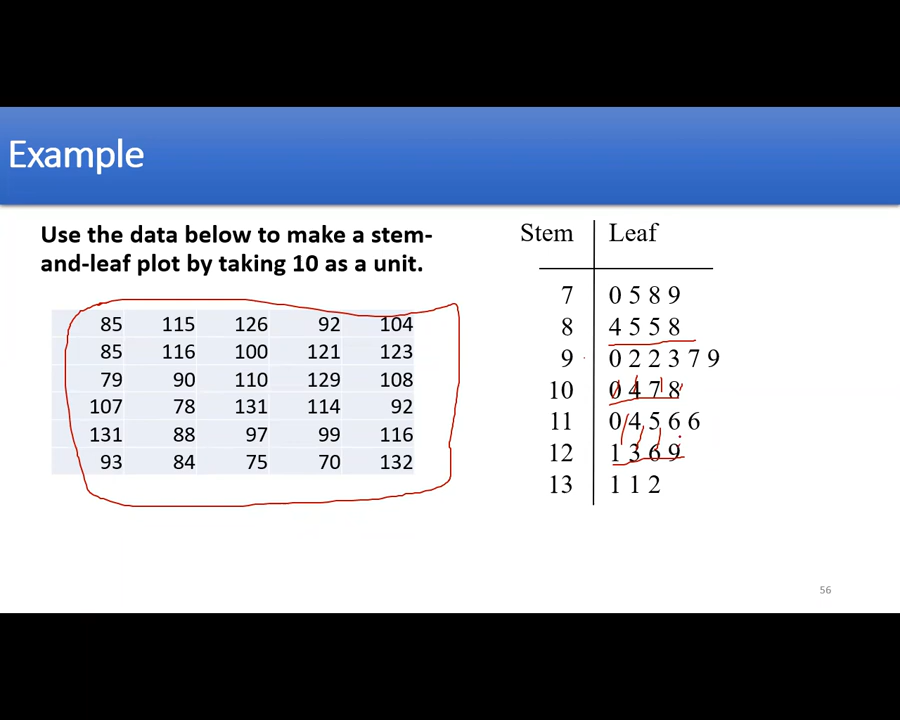 Example
Use the data below to make a stem-
and-leaf plot by taking 10 as a unit.
85 115 126 92 104
85 116 100 121 123
79 90 110 129 108
107 78 131 114 92
131 88 97 99 116
93 84 75 70 132
Stem Leaf
7 0 5 8 9
8 4 5 5 8
9 0 2 2 3 7 9
10 0 4 7 8
11 0 4 5 6 6
12 1 3 6 9
13 1 1 2
56